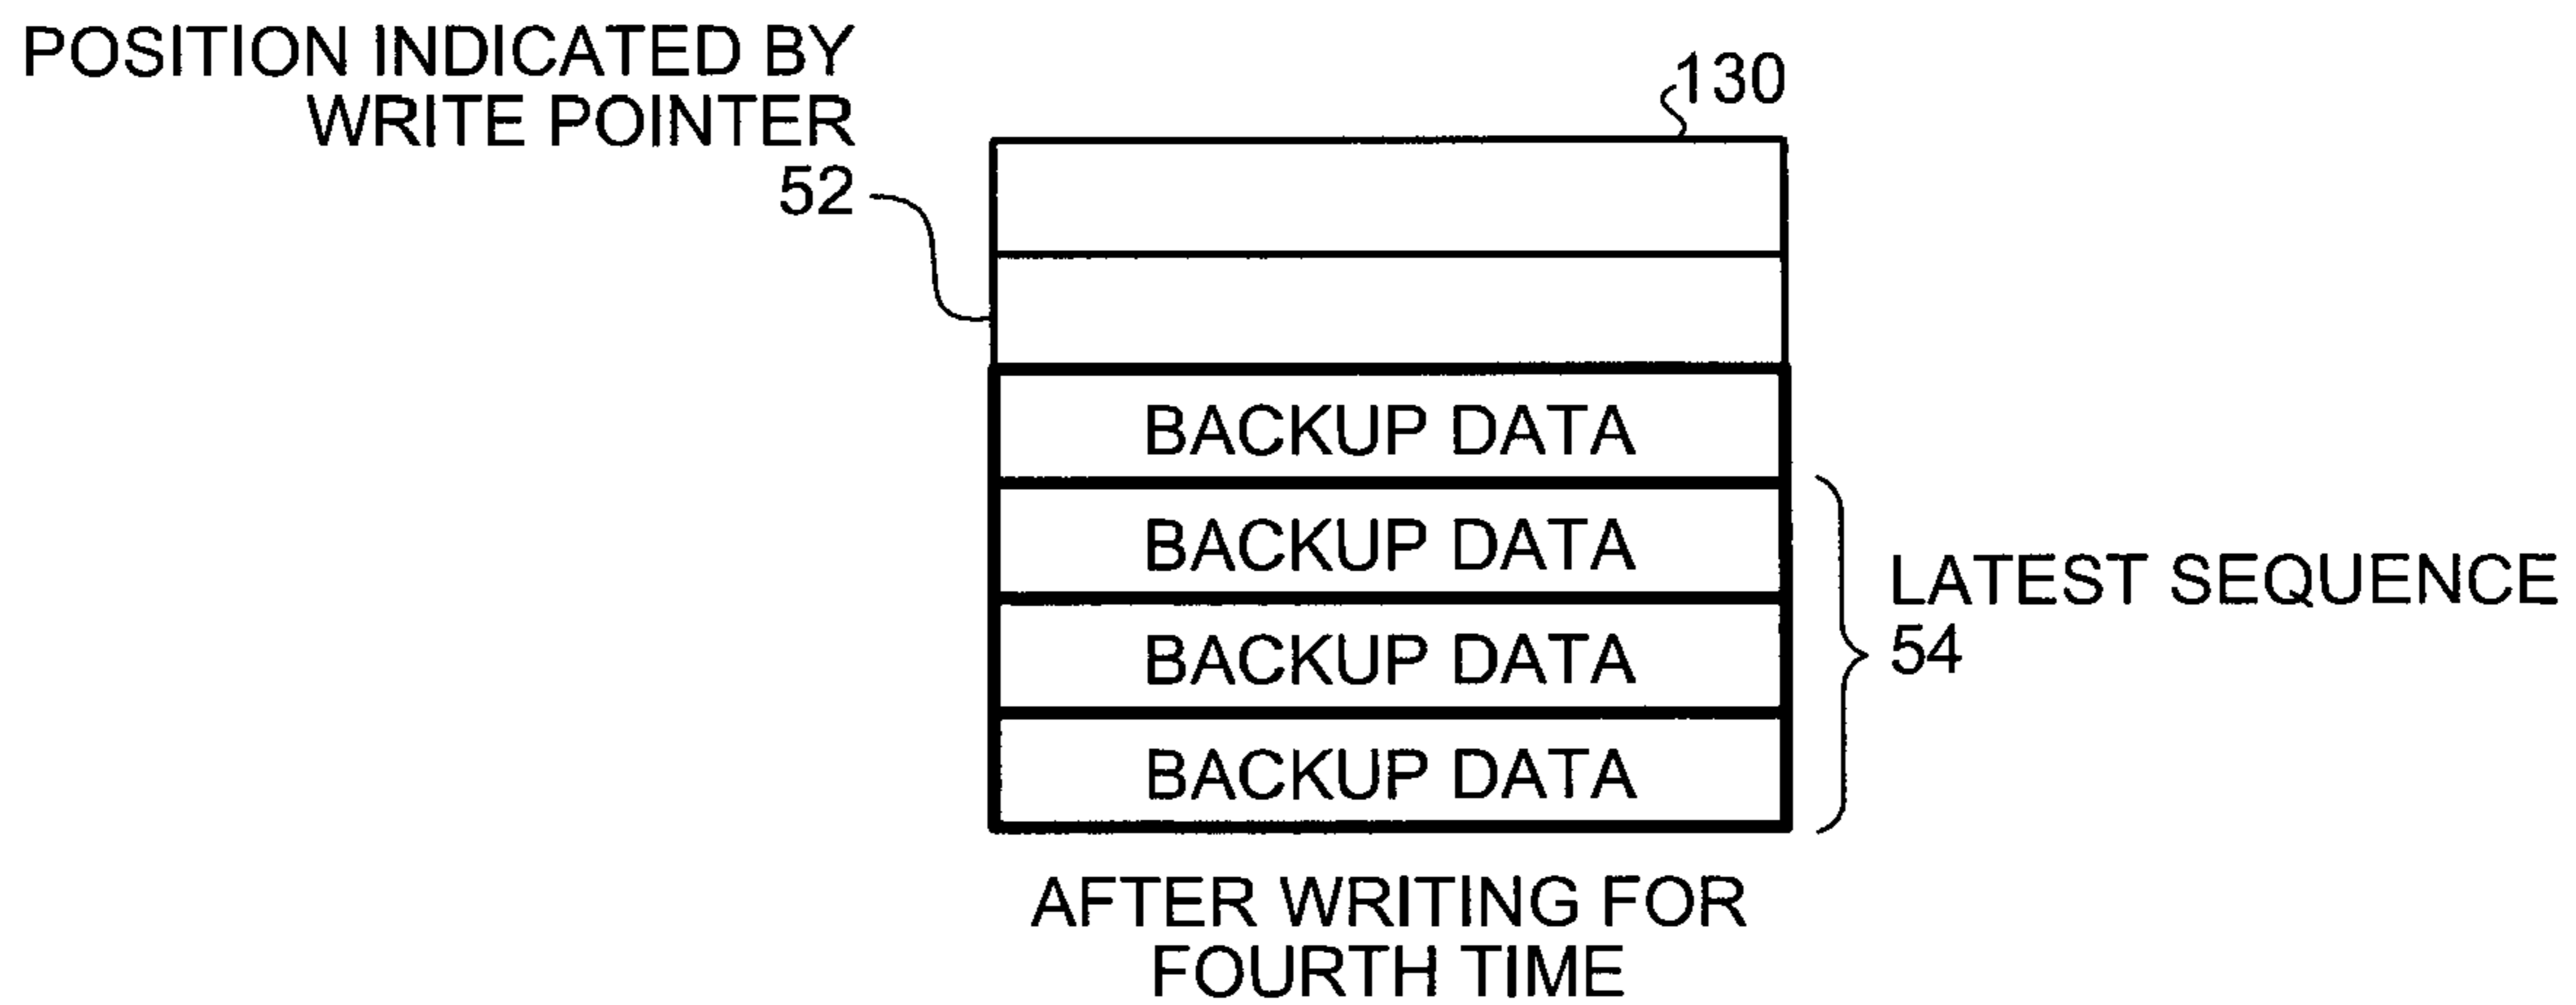 POSITION INDICATED BY
WRITE POINTER
52
130
BACKUP DATA
BACKUP DATA
BACKUP DATA
BACKUP DATA
LATEST SEQUENCE
54
AFTER WRITING FOR
FOURTH TIME